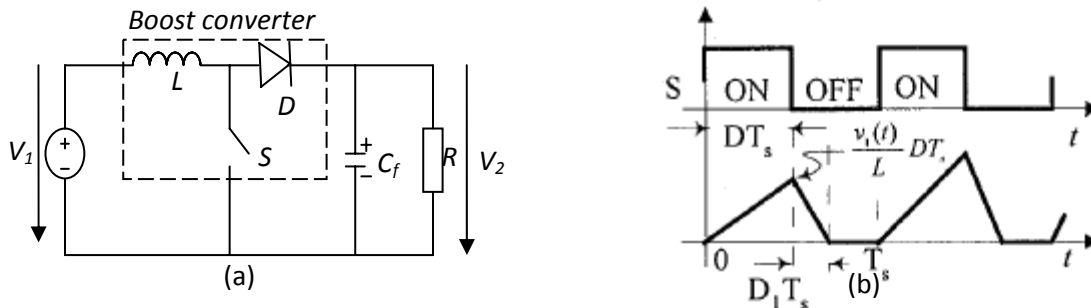 Boost converter
L
D
S
V1
Cf
R
V2
(a)
S
ON
OFF
ON
t
DTs
v1(t)/L DTs
0
Ts
t
D1Ts
(b)